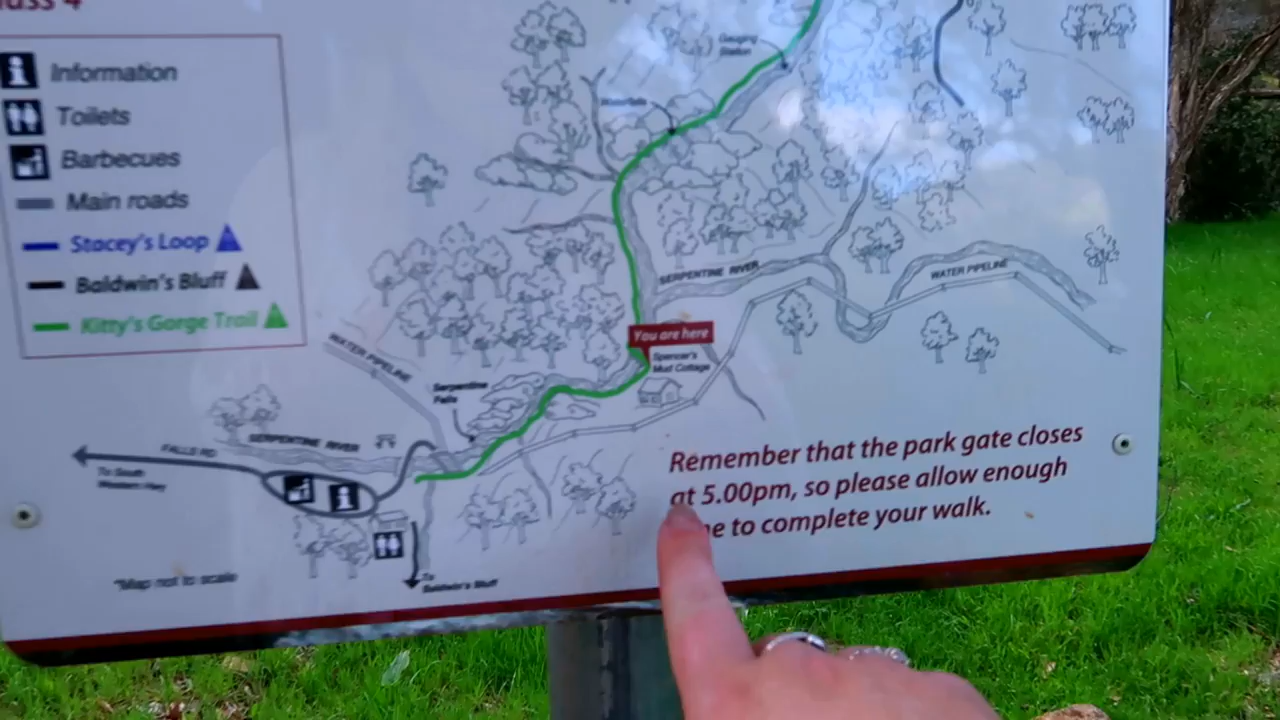 Information
Toilets
Barbecues
Main roads
Stacey's Loop
Baldwin's Bluff
Kitty's Gorge Trail
Gauging
Station
Waterfalls
SERPENTINE RIVER
WATER PIPELINE
You are here
Spencer's
Mud Cottage
WATER PIPELINE
Serpentine
Falls
FALLS RD
SERPENTINE RIVER
To South
Western Hwy
To
Baldwin's Bluff
*Map not to scale
Remember that the park gate closes
at 5.00pm, so please allow enough
to complete your walk.